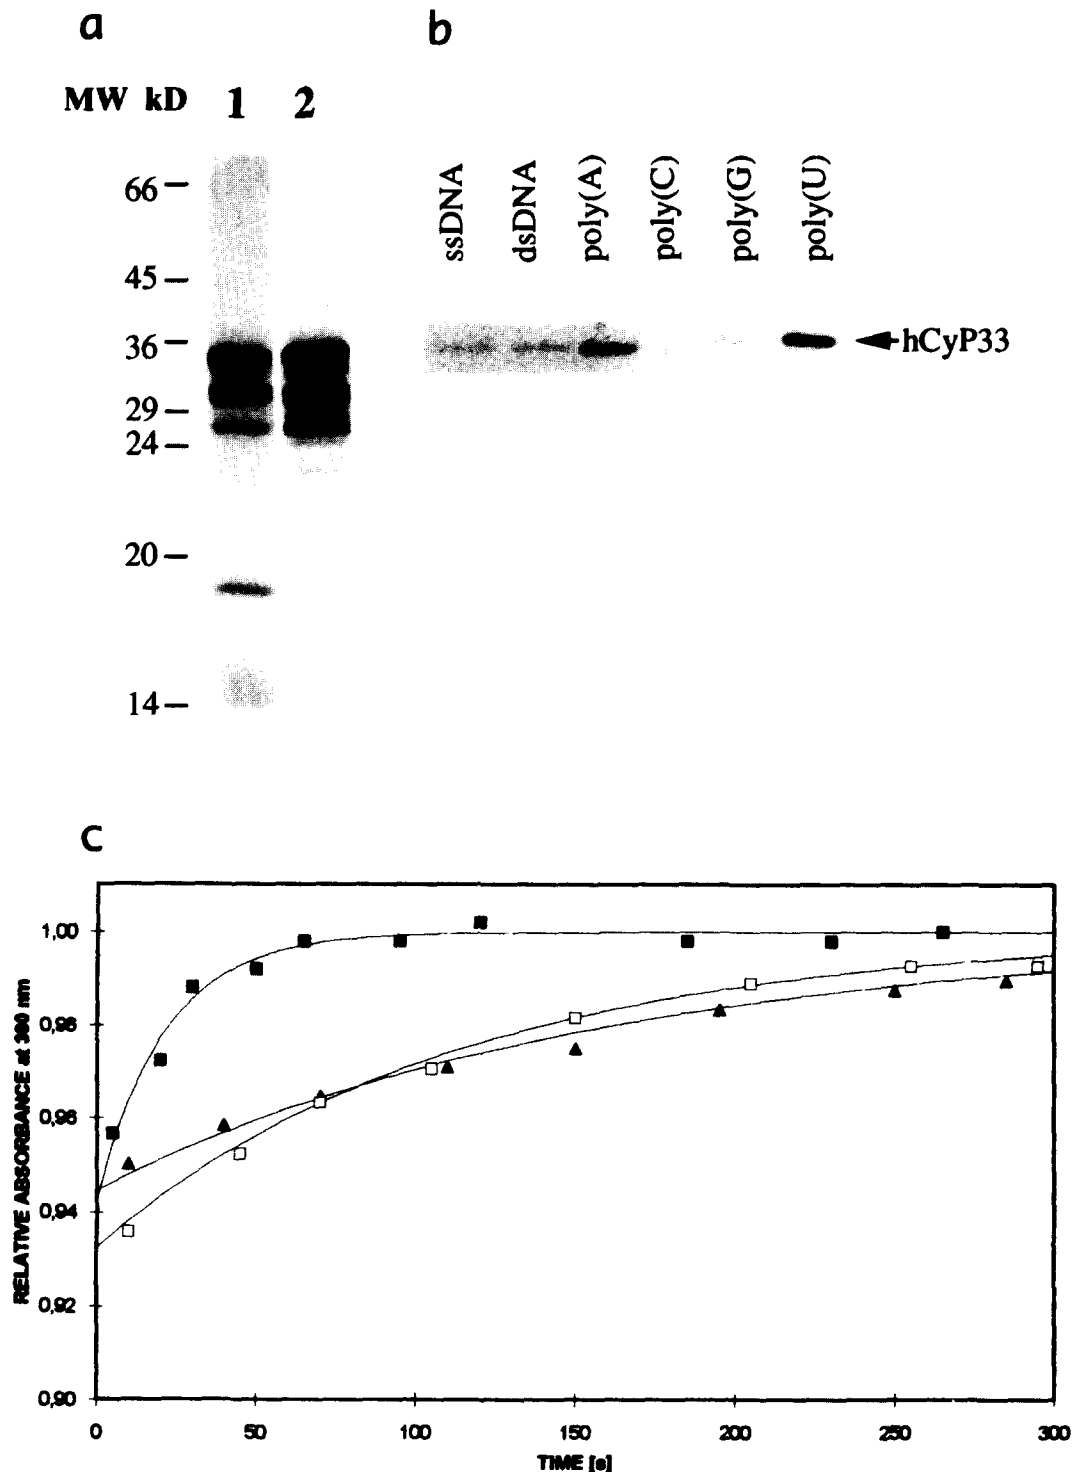 a
b
MW kD 1 2
66
45
36
29
24
20
14
ssDNA
dsDNA
poly(A)
poly(C)
poly(G)
poly(U)
hCyP33
c
RELATIVE ABSORBANCE at 380 nm
1,00
0,98
0,96
0,94
0,92
0,90
0 50 100 150 200 250 300
TIME [s]